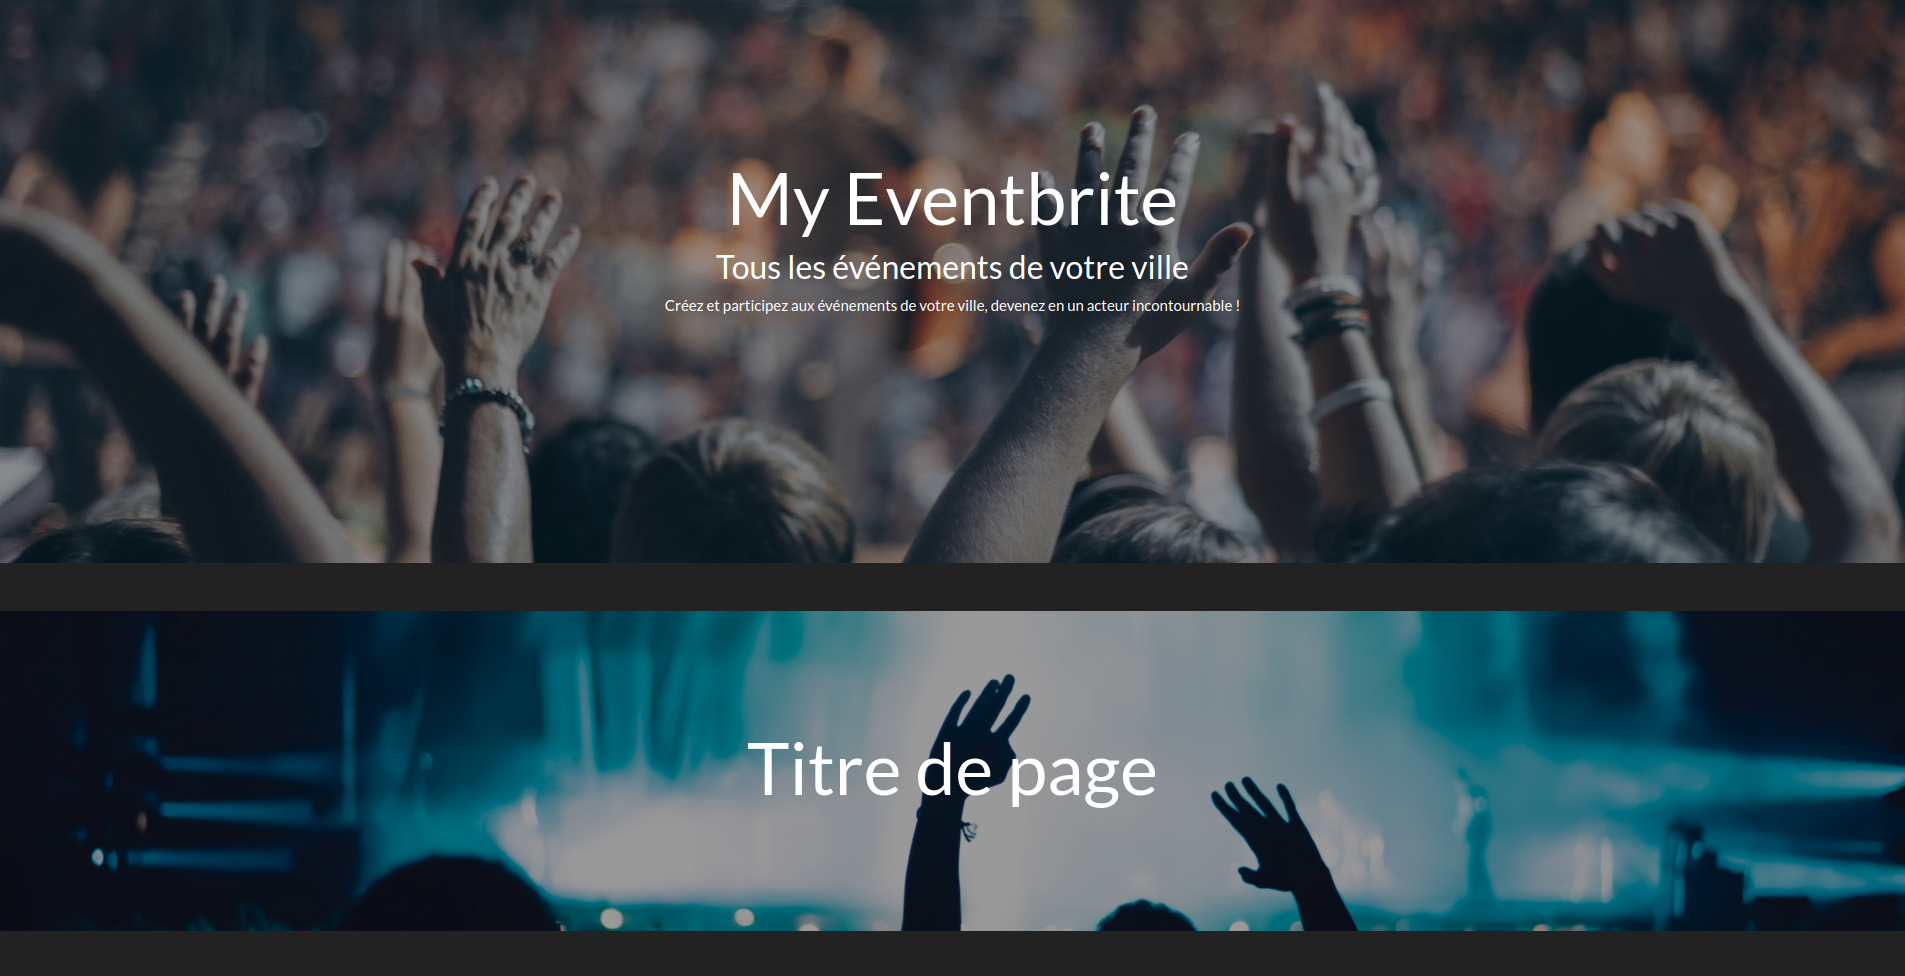 My Eventbrite
Tous les événements de votre ville
Créez et participez aux événements de votre ville, devenez en un acteur incontournable !
Titre de page